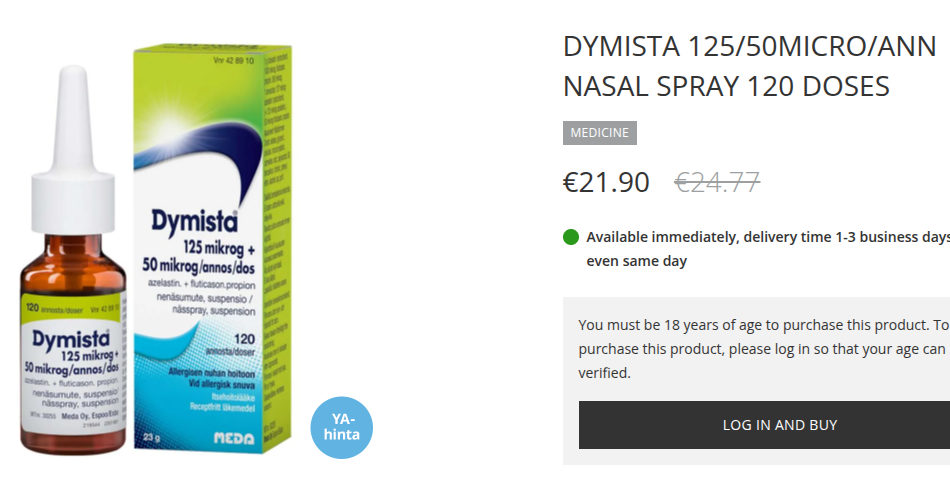 DYMISTA 125/50MICRO/ANN
NASAL SPRAY 120 DOSES
MEDICINE
€21.90 €24.77
Available immediately, delivery time 1-3 business days
even same day
You must be 18 years of age to purchase this product. To
purchase this product, please log in so that your age can
verified.
LOG IN AND BUY
Vnr 42 89 10
Dymista
125 mikrog +
50 mikrog/annos/dos
azelastin. + fluticason.propion
nenäsumute, suspensio /
nässpray, suspension
120
annosta/doser
Allergisen nuhan hoitoon
Vid allergisk snuva
Itsehoitolääke
Receptfritt läkemedel
23 g
MEDA
120 annosta/doser Vnr 42 89 10
Dymista
125 mikrog +
50 mikrog/annos/dos
azelastin. + fluticason. propion.
nenäsumute, suspensio/
nässpray, suspension
Meda Oy, Espoo/Esbo
YA-
hinta